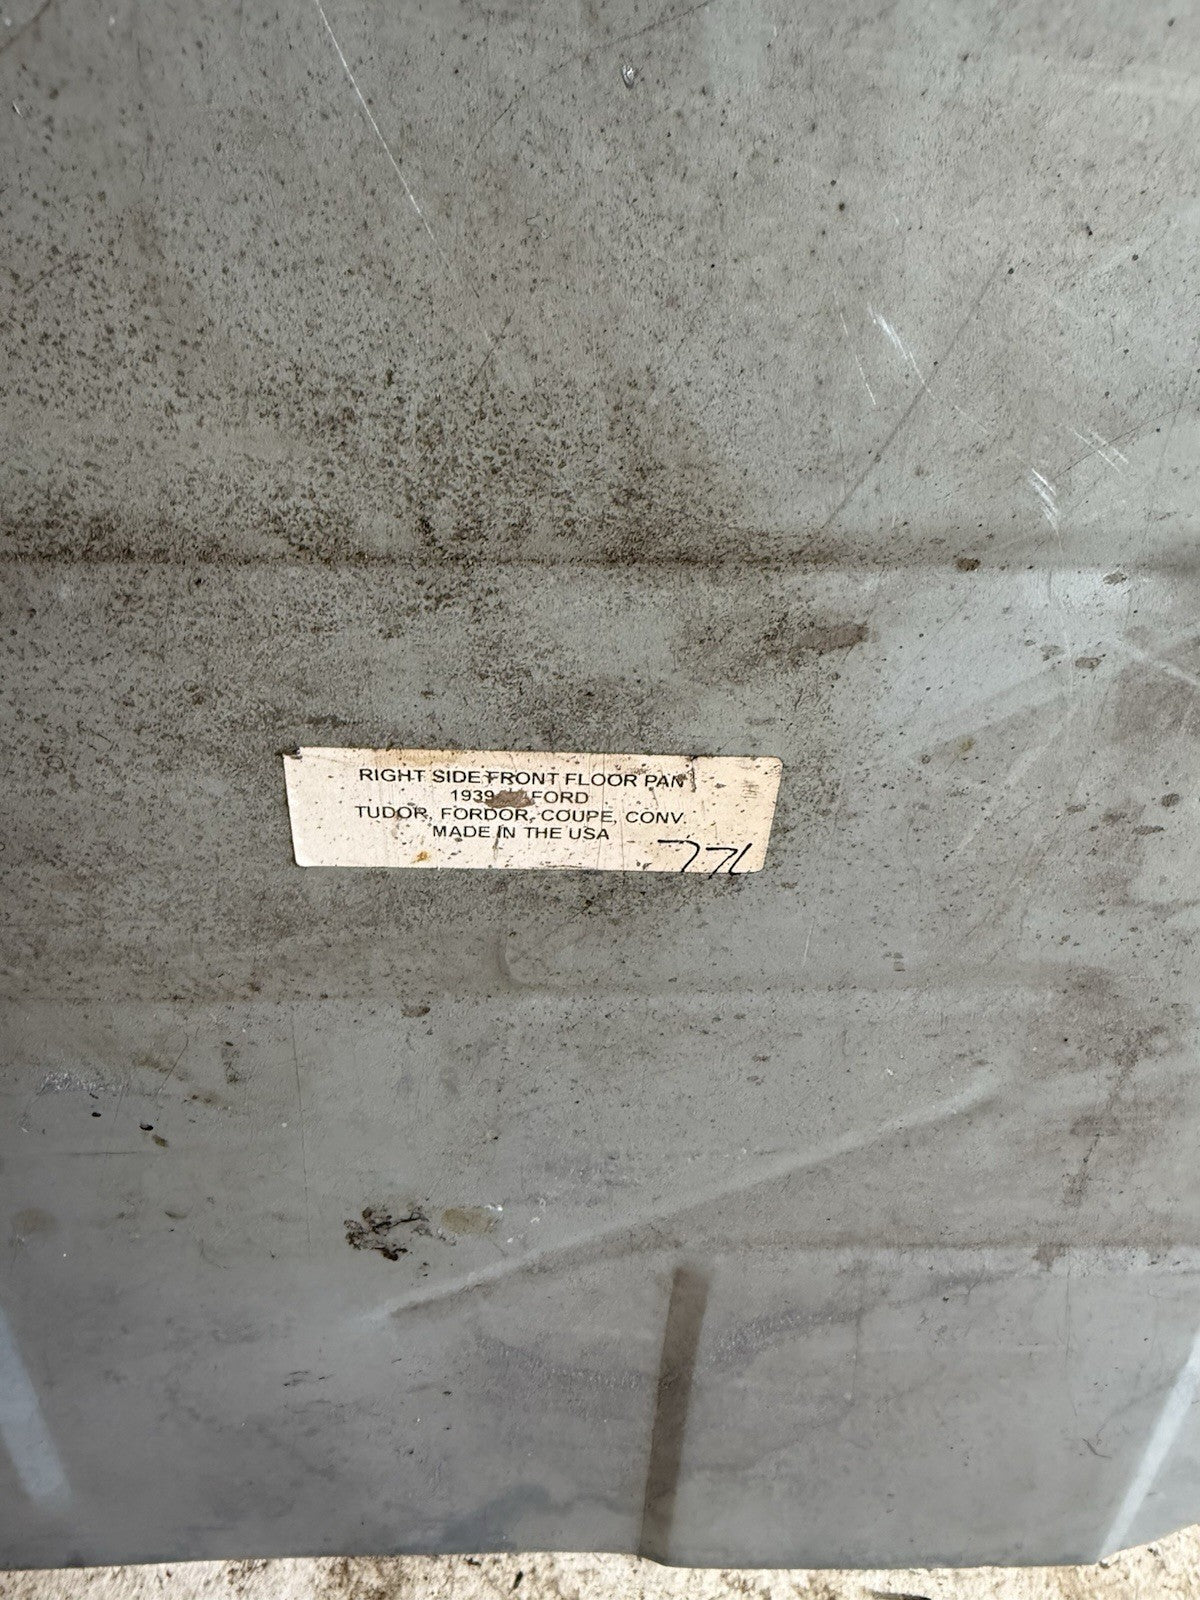 RIGHT SIDE FRONT FLOOR PAN
1939 FORD
TUDOR, FORDOR, COUPE, CONV.
MADE IN THE USA